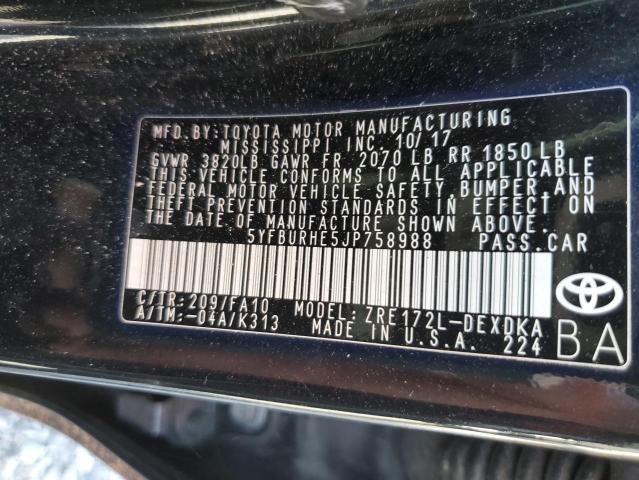 MFD.BY:TOYOTA MOTOR MANUFACTURING
MISSISSIPPI INC. 10/17
GVWR 3820LB GAWR FR 2070 LB RR 1850 LB
THIS VEHICLE CONFORMS TO ALL APPLICABLE
FEDERAL MOTOR VEHICLE SAFETY, BUMPER, AND
THEFT PREVENTION STANDARDS IN EFFECT ON
THE DATE OF MANUFACTURE SHOWN ABOVE.
5YFBURHE5JP758988 PASS.CAR
C/TR:209/FA10 MODEL: ZRE172L-DEXDKA
A/TM:-04A/K313 MADE IN U.S.A. 224
BA